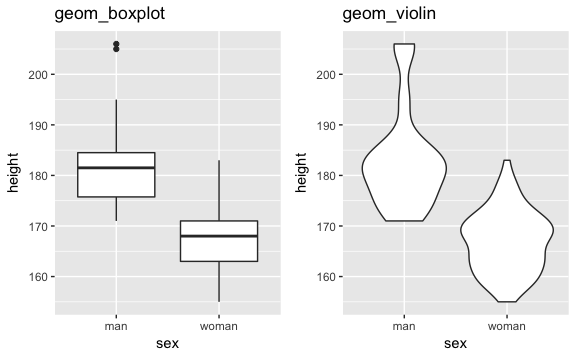 geom_boxplot
height
200
190
180
170
160
man woman
sex
geom_violin
height
200
190
180
170
160
man woman
sex